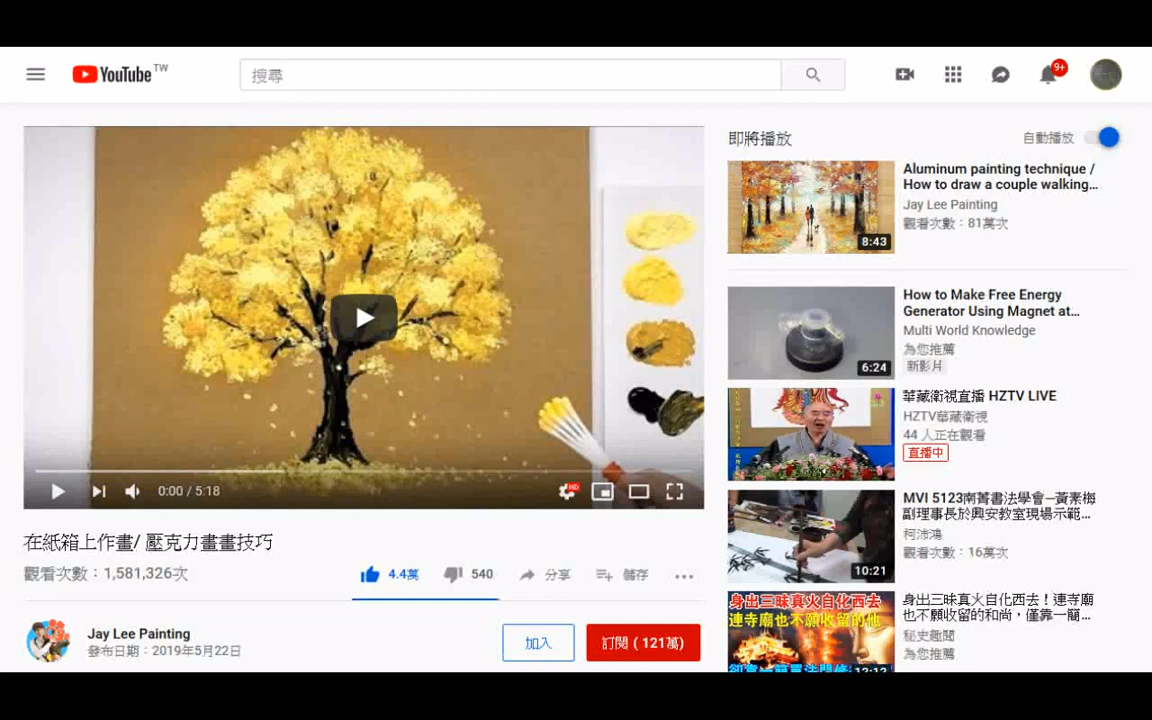 YouTube TW
搜尋
9+
0:00 / 5:18
HD
在紙箱上作畫/ 壓克力畫畫技巧
觀看次數：1,581,326次
4.4萬
540
分享
儲存
Jay Lee Painting
發布日期：2019年5月22日
加入
訂閱 ( 121萬)
即將播放
自動播放
8:43
Aluminum painting technique /
How to draw a couple walking...
Jay Lee Painting
觀看次數：81萬次
6:24
How to Make Free Energy
Generator Using Magnet at...
Multi World Knowledge
為您推薦
新影片
華藏衛視直播 HZTV LIVE
HZTV華藏衛視
44 人正在觀看
直播中
10:21
MVI 5123南菁書法學會─黃素梅
副理事長於興安教室現場示範...
柯沛鴻
觀看次數：16萬次
身出三昧真火自化西去
連寺廟也不願收留的他
12:12
身出三昧真火自化西去！連寺廟
也不願收留的和尚，僅靠一簡...
秘史趣聞
為您推薦